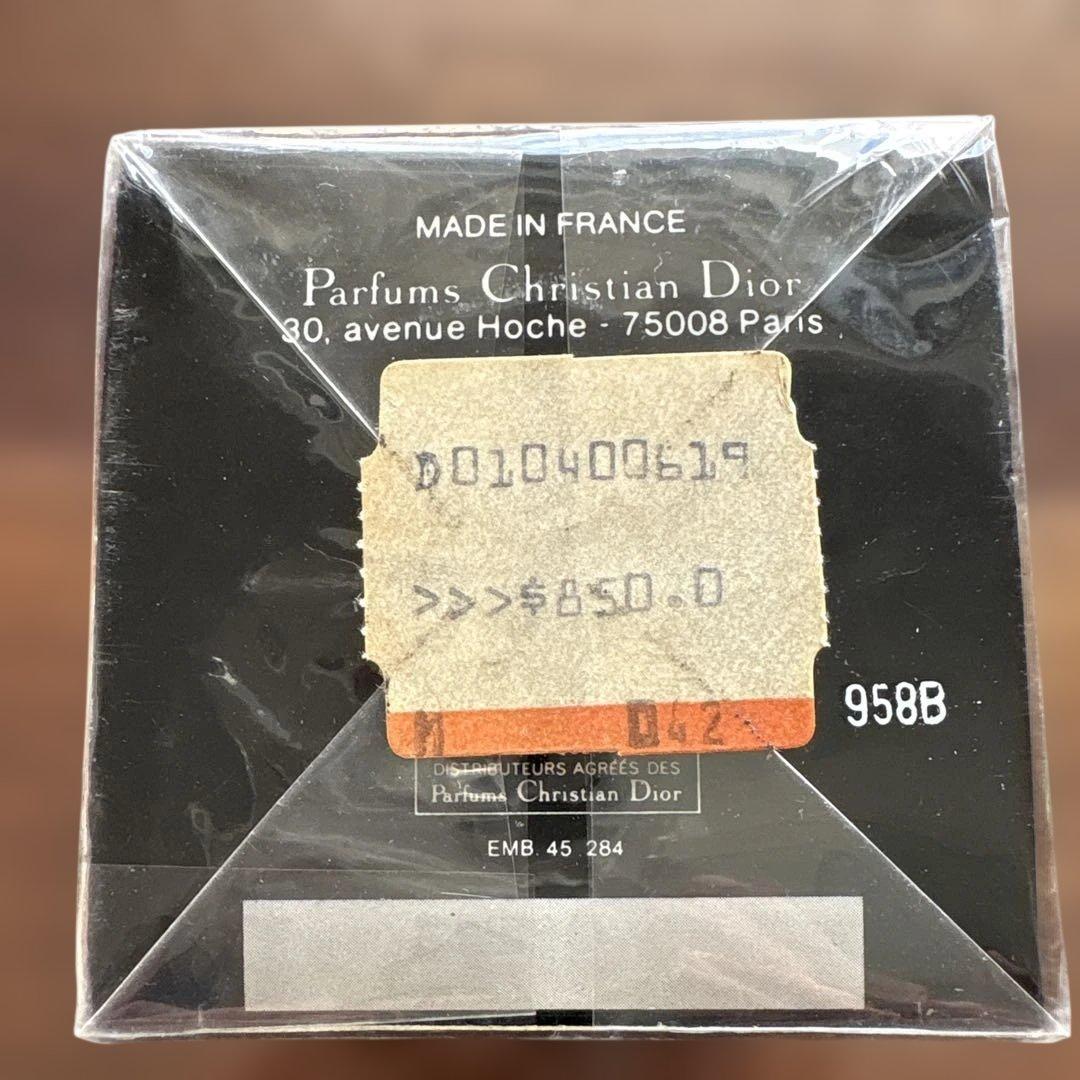 MADE IN FRANCE
Parfums Christian Dior
30, avenue Hoche - 75008 Paris
D010400619
>>>$850.0
M D42
958B
DISTRIBUTEURS AGRÉÉS DES
Parfums Christian Dior
EMB 45 284